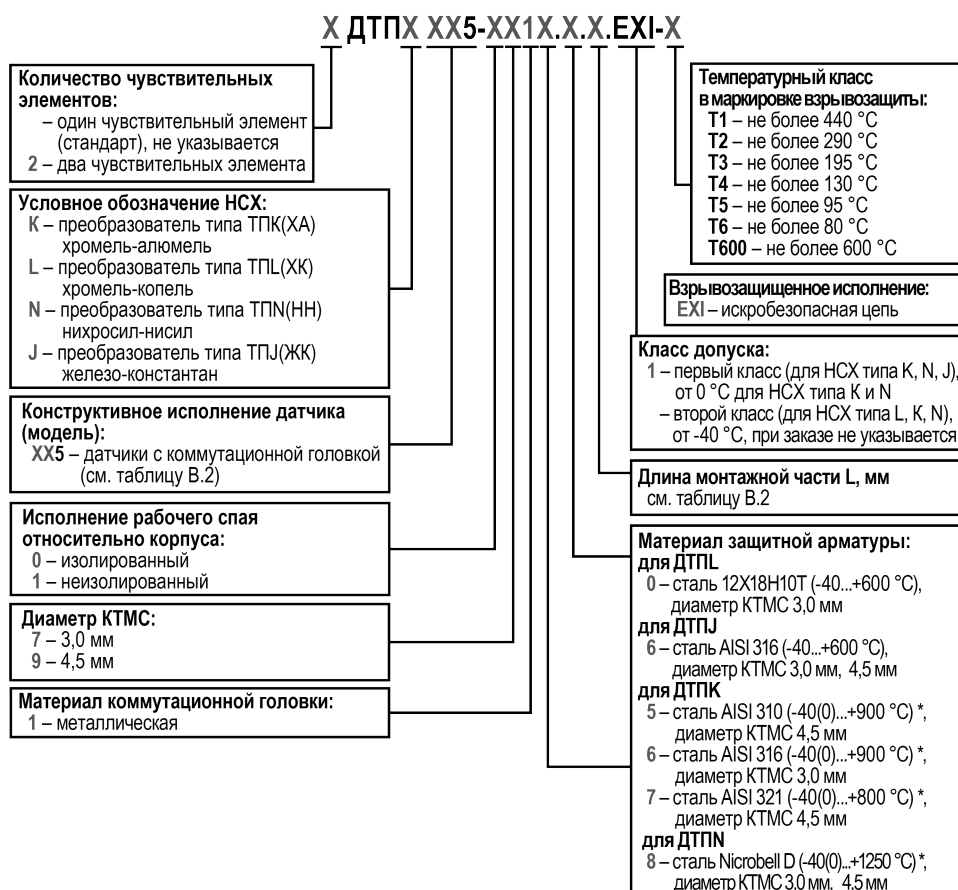 X ДТПX XX5-XX1X.X.X.EXI-X
Количество чувствительных
элементов:
– один чувствительный элемент
(стандарт), не указывается
2 – два чувствительных элемента
Условное обозначение НСХ:
K – преобразователь типа ТПК(ХА)
хромель-алюмель
L – преобразователь типа ТПL(ХК)
хромель-копель
N – преобразователь типа ТПN(НН)
нихросил-нисил
J – преобразователь типа ТПJ(ЖК)
железо-константан
Конструктивное исполнение датчика
(модель):
XX5 – датчики с коммутационной головкой
(см. таблицу В.2)
Исполнение рабочего спая
относительно корпуса:
0 – изолированный
1 – неизолированный
Диаметр КТМС:
7 – 3,0 мм
9 – 4,5 мм
Материал коммутационной головки:
1 – металлическая
Температурный класс
в маркировке взрывозащиты:
T1 – не более 440 °C
T2 – не более 290 °C
T3 – не более 195 °C
T4 – не более 130 °C
T5 – не более 95 °C
T6 – не более 80 °C
T600 – не более 600 °C
Взрывозащищенное исполнение:
EXI – искробезопасная цепь
Класс допуска:
1 – первый класс (для НСХ типа K, N, J),
от 0 °C для НСХ типа K и N
– второй класс (для НСХ типа L, K, N),
от -40 °C, при заказе не указывается
Длина монтажной части L, мм
см. таблицу В.2
Материал защитной арматуры:
для ДТПL
0 – сталь 12Х18Н10Т (-40...+600 °C),
диаметр КТМС 3,0 мм
для ДТПJ
6 – сталь AISI 316 (-40...+600 °C),
диаметр КТМС 3,0 мм, 4,5 мм
для ДТПK
5 – сталь AISI 310 (-40(0)...+900 °C) *,
диаметр КТМС 4,5 мм
6 – сталь AISI 316 (-40(0)...+900 °C) *,
диаметр КТМС 3,0 мм
7 – сталь AISI 321 (-40(0)...+800 °C) *,
диаметр КТМС 4,5 мм
для ДТПN
8 – сталь Nicrobell D (-40(0)...+1250 °C) *,
диаметр КТМС 3,0 мм, 4,5 мм